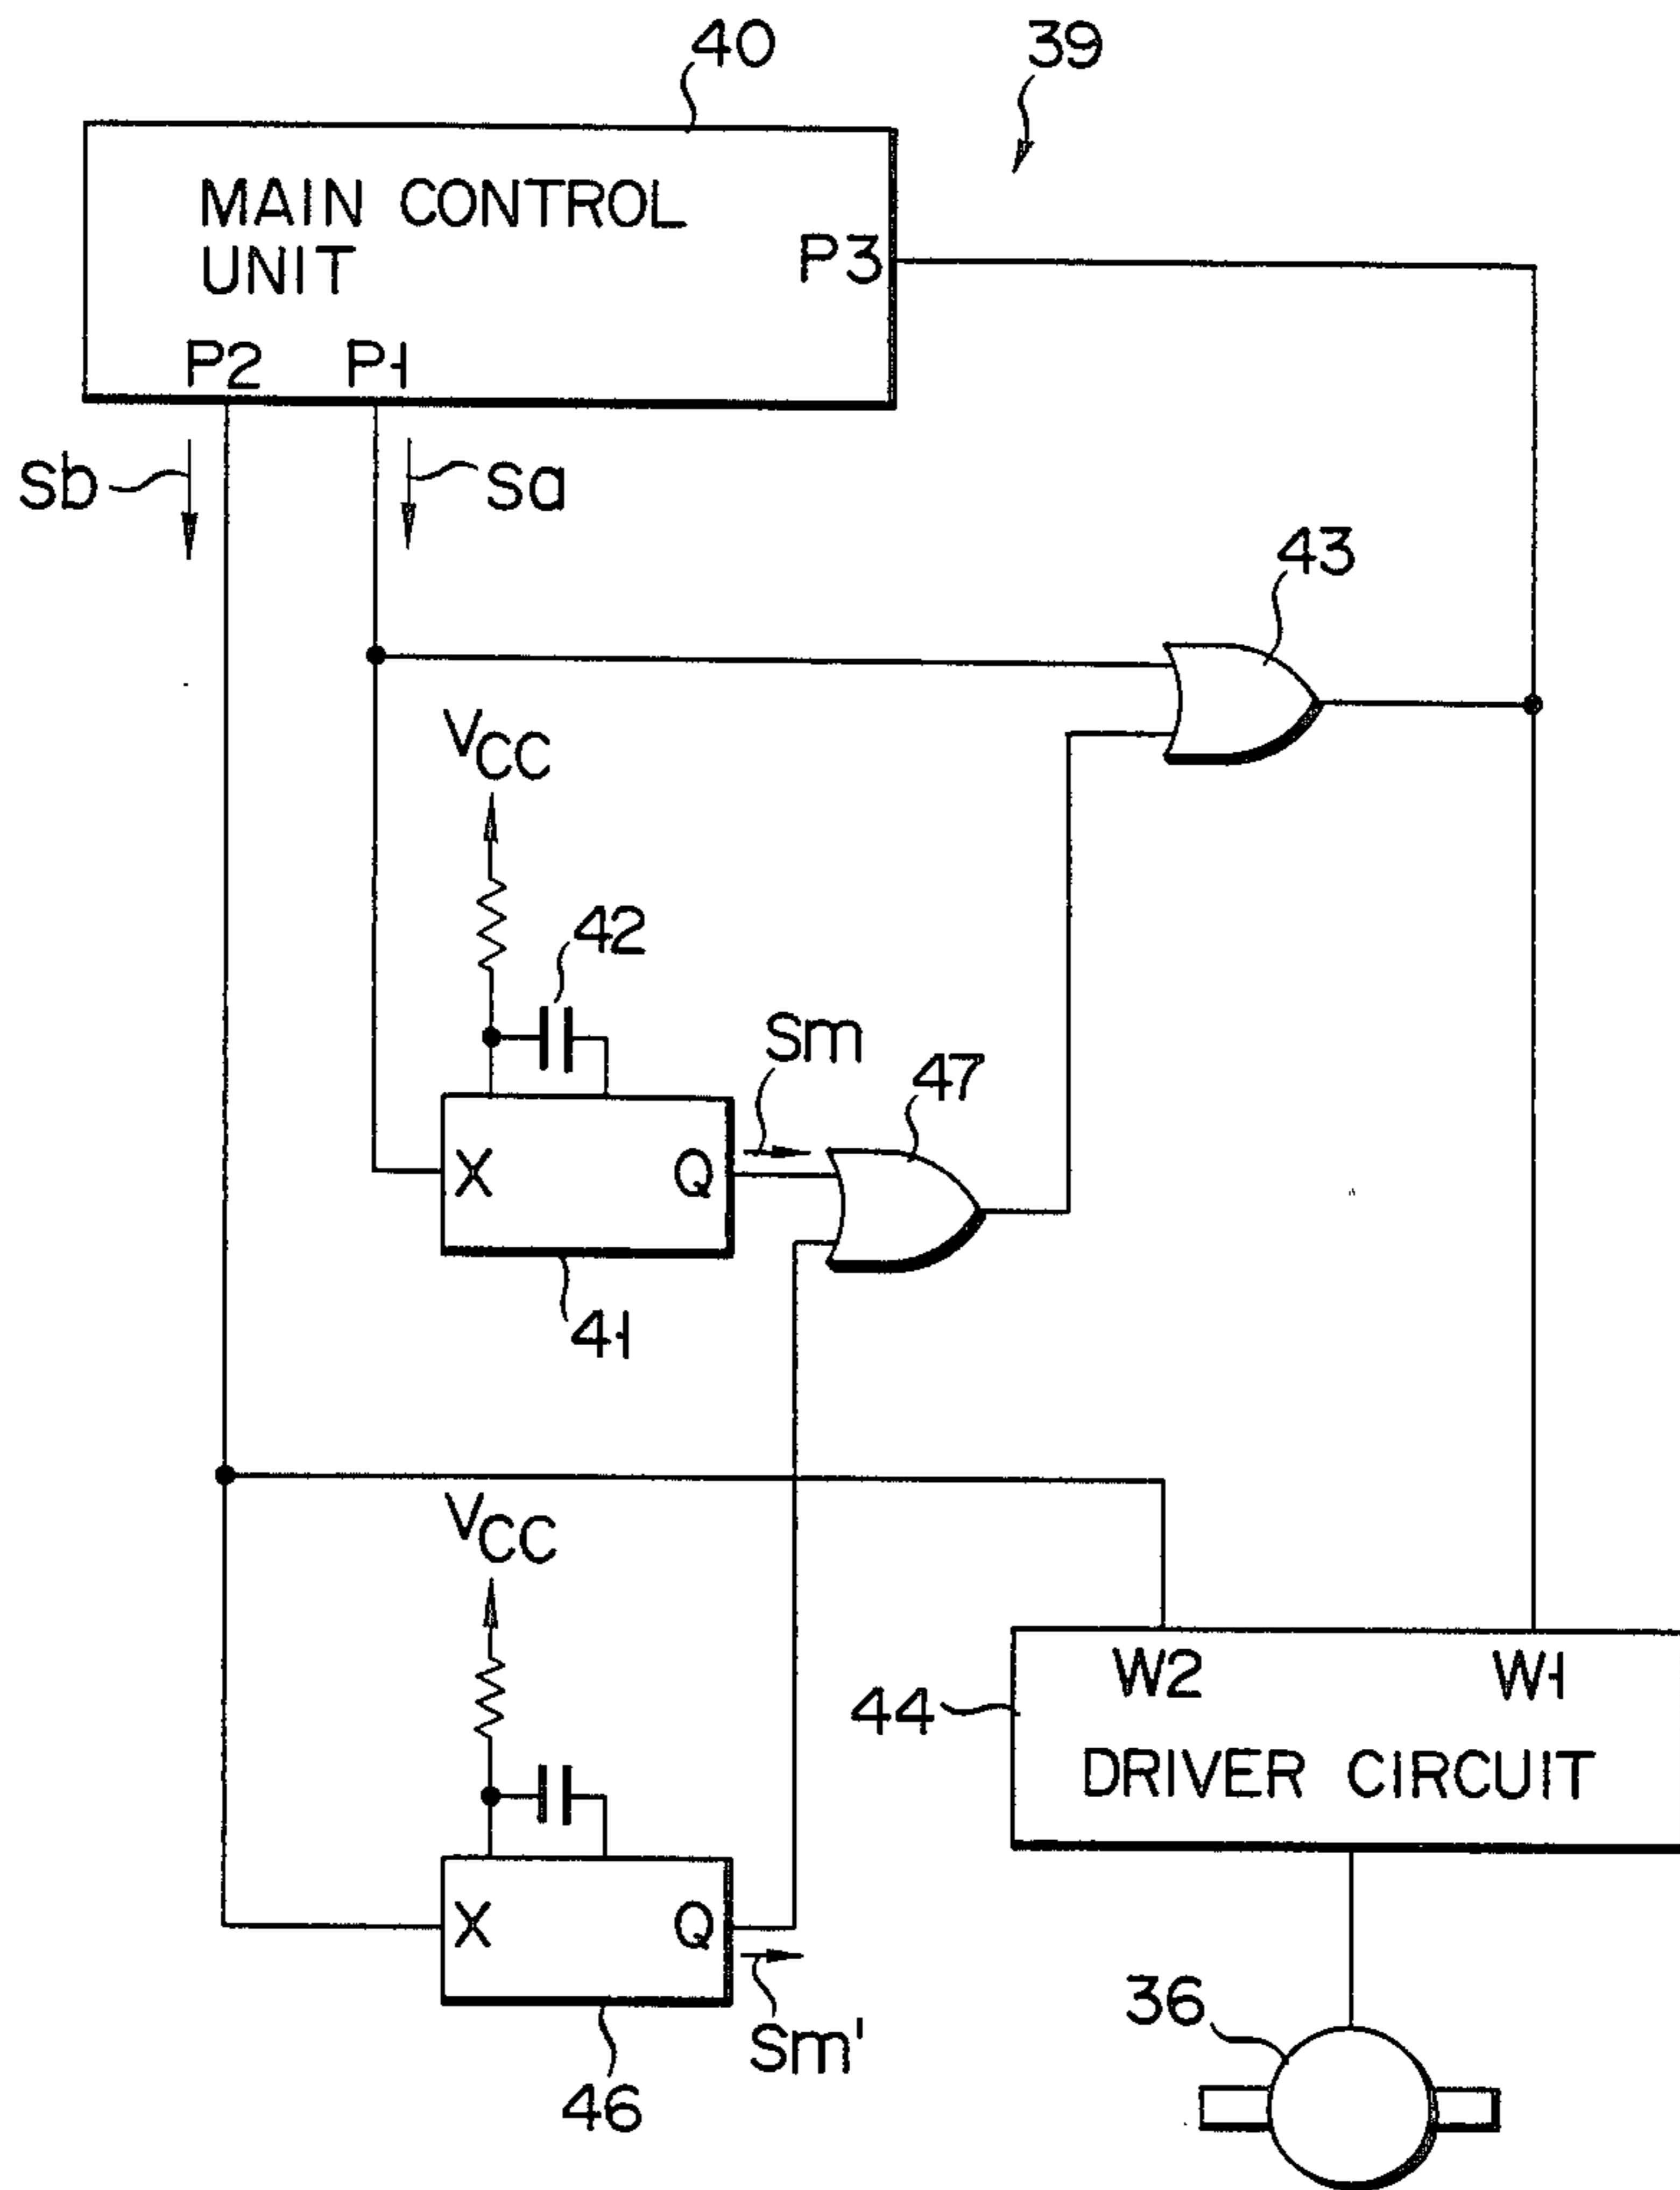 40
39
MAIN CONTROL
UNIT
P3
P2
P1
Sb
Sa
43
VCC
42
Sm
47
X
Q
41
VCC
W2
W1
44
DRIVER CIRCUIT
X
Q
36
Sm'
46